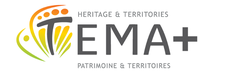 HERITAGE & TERRITORIES
TEMA+
PATRIMOINE & TERRITOIRES